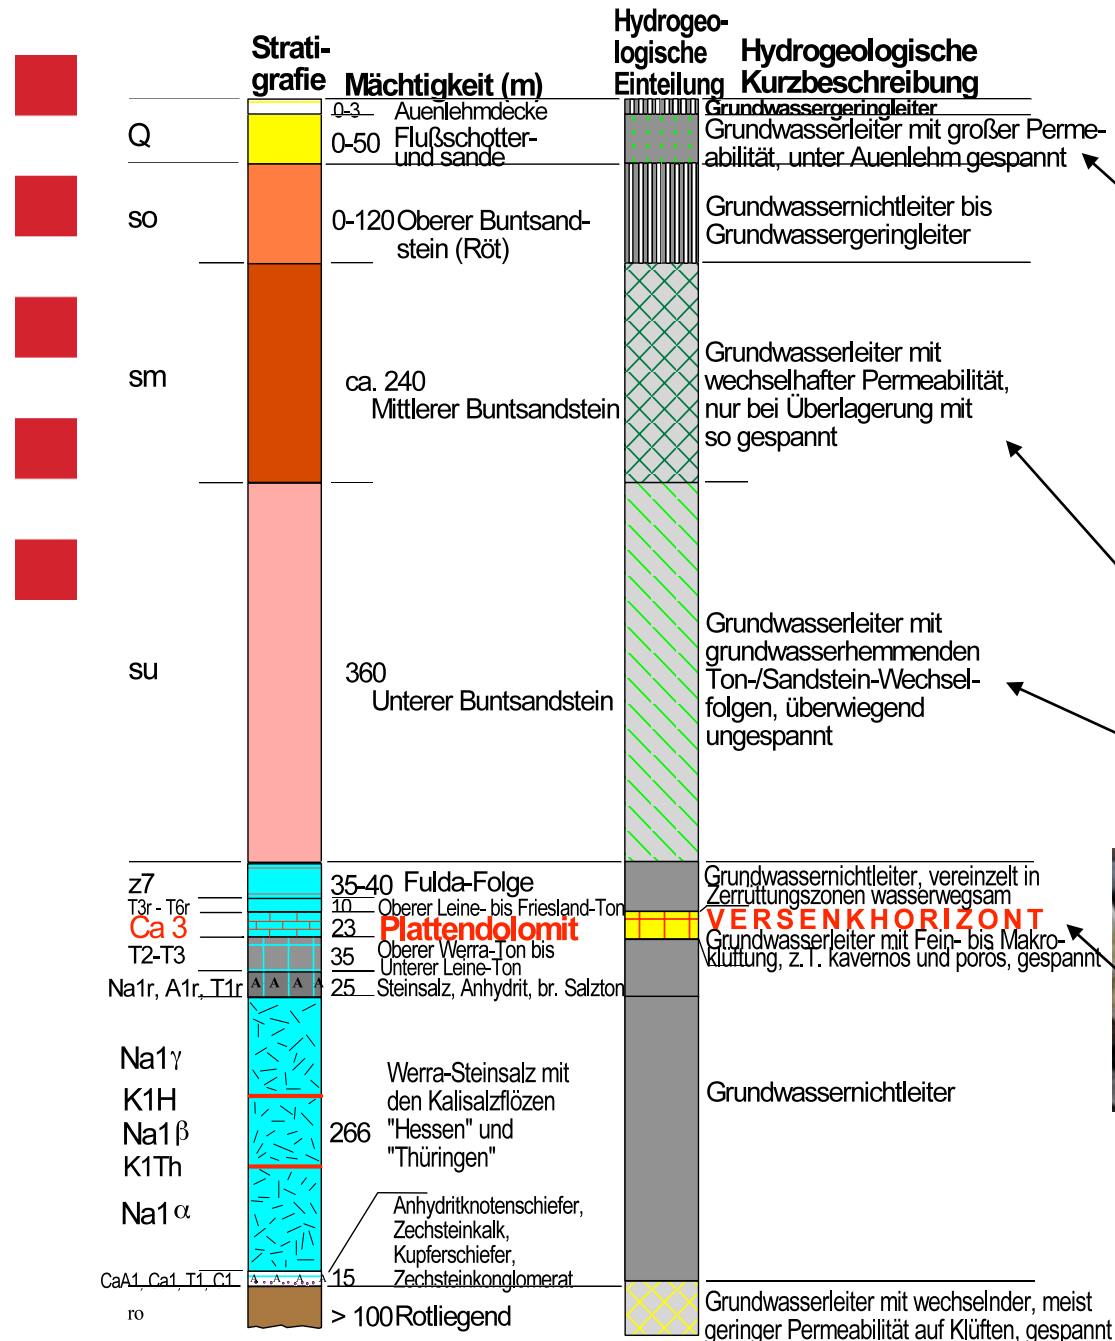 Strati-
grafie
Mächtigkeit (m)
Hydrogeo-
logische
Einteilung
Hydrogeologische
Kurzbeschreibung
0-3 Auenlehmdecke
Grundwassergeringleiter
Q
0-50 Flußschotter-
und sande
Grundwasserleiter mit großer Perme-
abilität, unter Auenlehm gespannt
so
0-120 Oberer Buntsand-
stein (Röt)
Grundwassernichtleiter bis
Grundwassergeringleiter
sm
ca. 240
Mittlerer Buntsandstein
Grundwasserleiter mit
wechselhafter Permeabilität,
nur bei Überlagerung mit
so gespannt
su
360
Unterer Buntsandstein
Grundwasserleiter mit
grundwasserhemmenden
Ton-/Sandstein-Wechsel-
folgen, überwiegend
ungespannt
z7
35-40 Fulda-Folge
Grundwassernichtleiter, vereinzelt in
Zerrüttungszonen wasserwegsam
T3r - T6r
10 Oberer Leine- bis Friesland-Ton
Ca 3
23 Plattendolomit
VERSENKHORIZONT
Grundwasserleiter mit Fein- bis Makro-
klüftung, z.T. kavernös und porös, gespannt
T2-T3
35 Oberer Werra-Ton bis
Unterer Leine-Ton
Na1r, A1r, T1r
A A A A
25 Steinsalz, Anhydrit, br. Salzton
Na1γ
K1H
Na1β
K1Th
Na1α
266
Werra-Steinsalz mit
den Kalisalzflözen
"Hessen" und
"Thüringen"
Grundwassernichtleiter
CaA1, Ca1, T1, C1
A A A A
15
Anhydritknotenschiefer,
Zechsteinkalk,
Kupferschiefer,
Zechsteinkonglomerat
ro
> 100 Rotliegend
Grundwasserleiter mit wechselnder, meist
geringer Permeabilität auf Klüften, gespannt